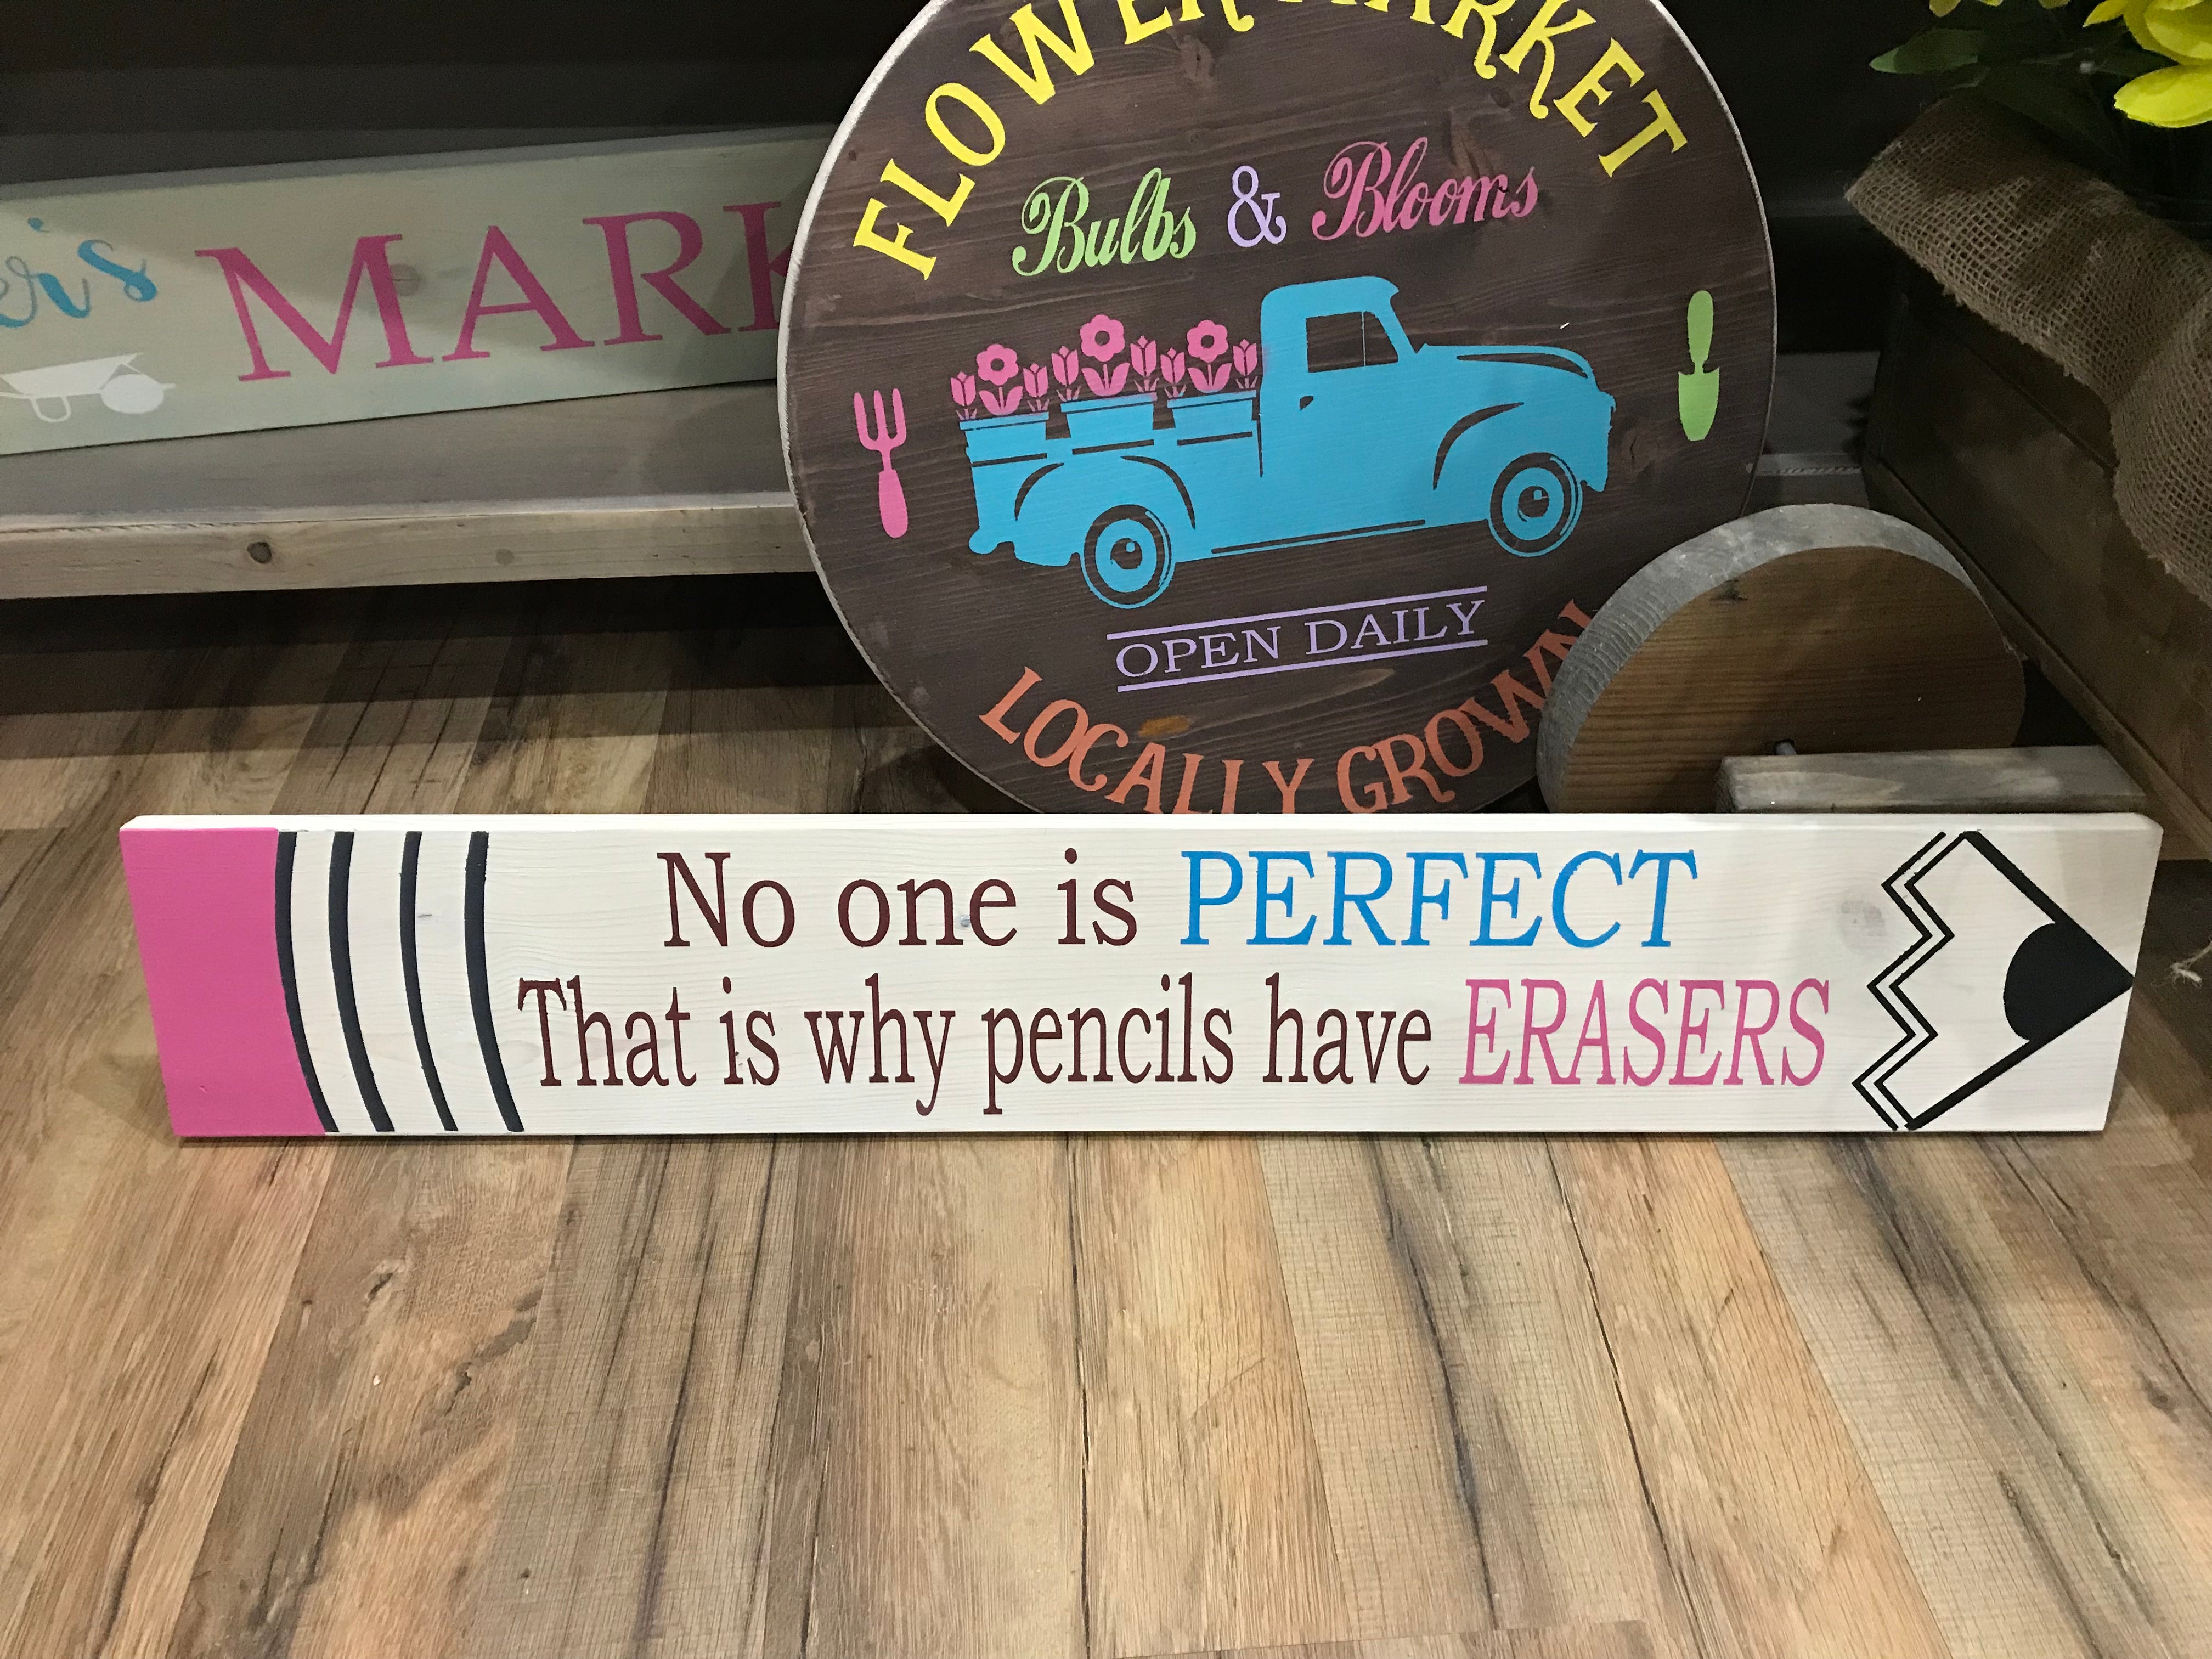 er's MARK
FLOWER MARKET
Bulbs & Blooms
OPEN DAILY
LOCALLY GROWN
No one is PERFECT
That is why pencils have ERASERS